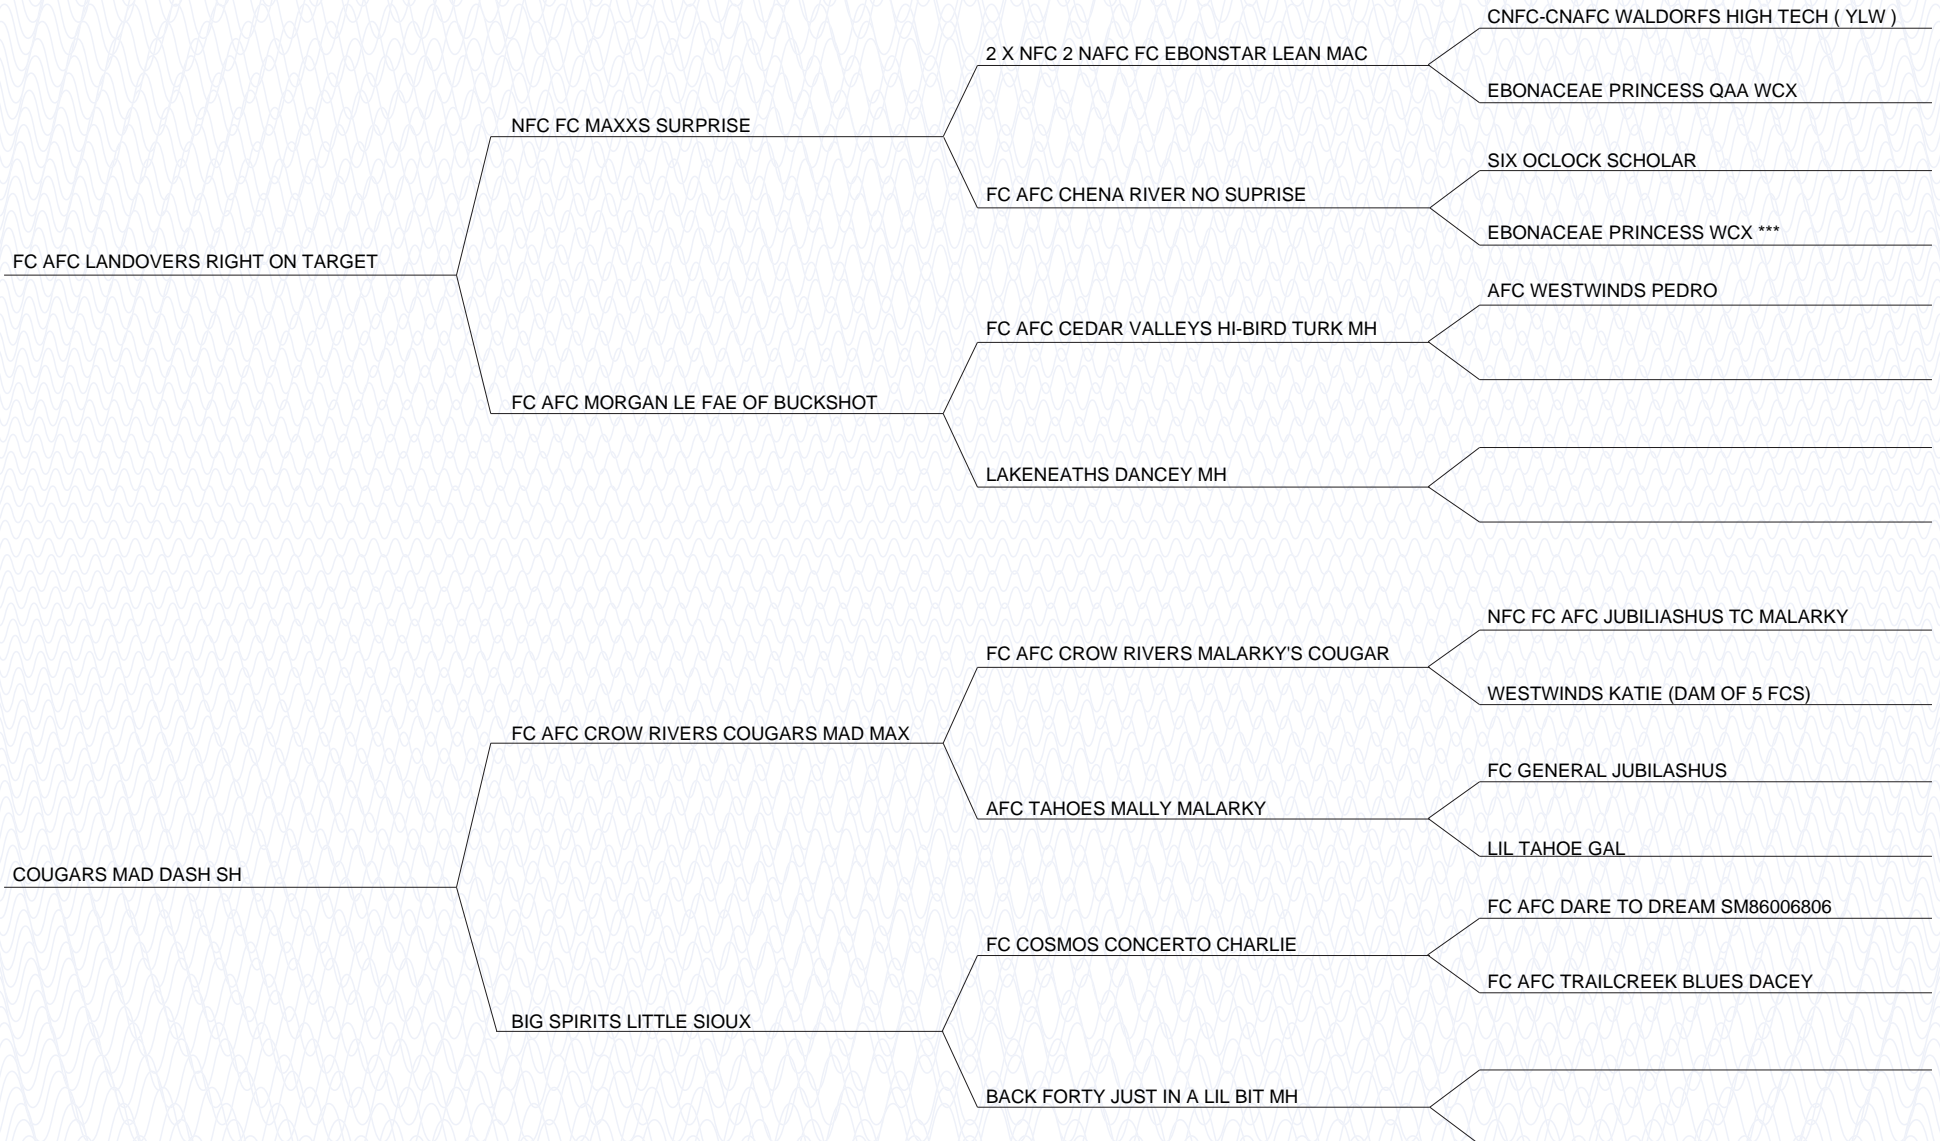 CNFC-CNAFC WALDORFS HIGH TECH ( YLW )
2 X NFC 2 NAFC FC EBONSTAR LEAN MAC
EBONACEAE PRINCESS QAA WCX
NFC FC MAXXS SURPRISE
SIX OCLOCK SCHOLAR
FC AFC CHENA RIVER NO SUPRISE
EBONACEAE PRINCESS WCX ***
FC AFC LANDOVERS RIGHT ON TARGET
AFC WESTWINDS PEDRO
FC AFC CEDAR VALLEYS HI-BIRD TURK MH
FC AFC MORGAN LE FAE OF BUCKSHOT
LAKENEATHS DANCEY MH
NFC FC AFC JUBILIASHUS TC MALARKY
FC AFC CROW RIVERS MALARKY'S COUGAR
WESTWINDS KATIE (DAM OF 5 FCS)
FC AFC CROW RIVERS COUGARS MAD MAX
FC GENERAL JUBILASHUS
AFC TAHOES MALLY MALARKY
LIL TAHOE GAL
COUGARS MAD DASH SH
FC AFC DARE TO DREAM SM86006806
FC COSMOS CONCERTO CHARLIE
FC AFC TRAILCREEK BLUES DACEY
BIG SPIRITS LITTLE SIOUX
BACK FORTY JUST IN A LIL BIT MH